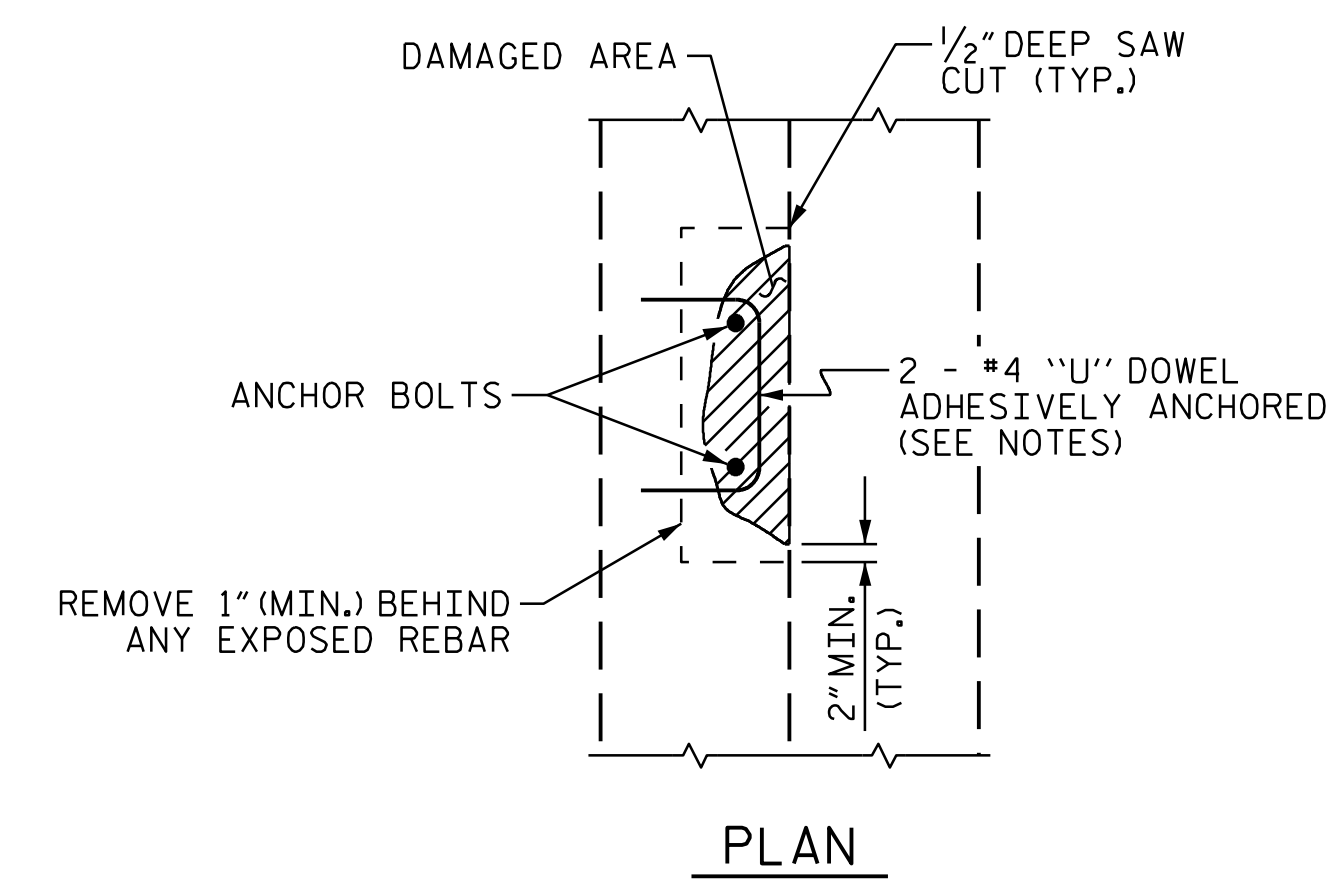 DAMAGED AREA
1/2" DEEP SAW
CUT (TYP.)
ANCHOR BOLTS
2 - #4 ``U'' DOWEL
ADHESIVELY ANCHORED
(SEE NOTES)
REMOVE 1" (MIN.) BEHIND
ANY EXPOSED REBAR
2" MIN.
(TYP.)
PLAN